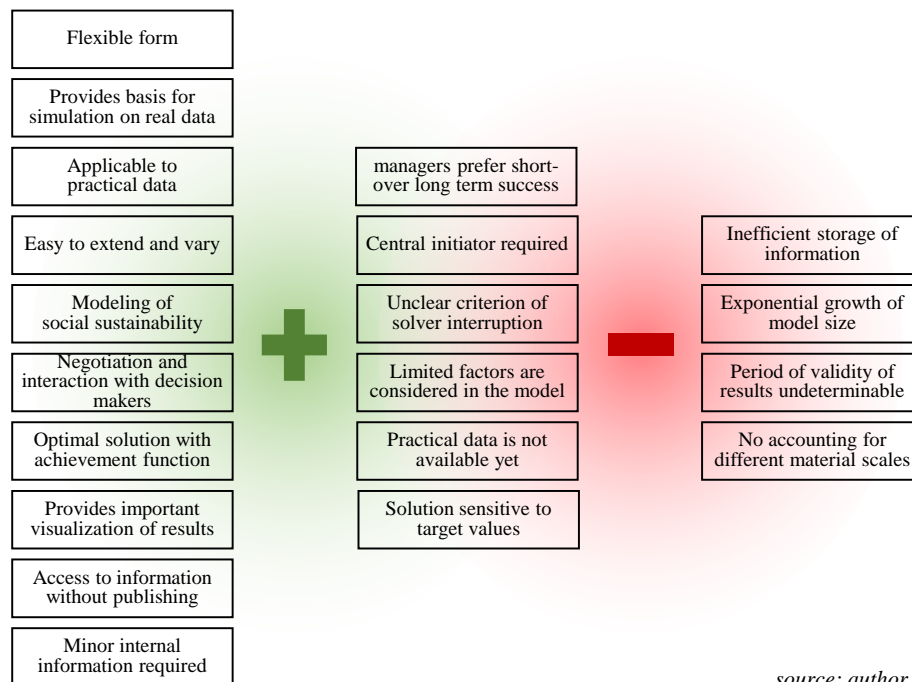 Flexible form
Provides basis for
simulation on real data
Applicable to
practical data
Easy to extend and vary
Modeling of
social sustainability
Negotiation and
interaction with decision
makers
Optimal solution with
achievement function
Provides important
visualization of results
Access to information
without publishing
Minor internal
information required
managers prefer short-
over long term success
Central initiator required
Unclear criterion of
solver interruption
Limited factors are
considered in the model
Practical data is not
available yet
Solution sensitive to
target values
Inefficient storage of
information
Exponential growth of
model size
Period of validity of
results undeterminable
No accounting for
different material scales
source: author